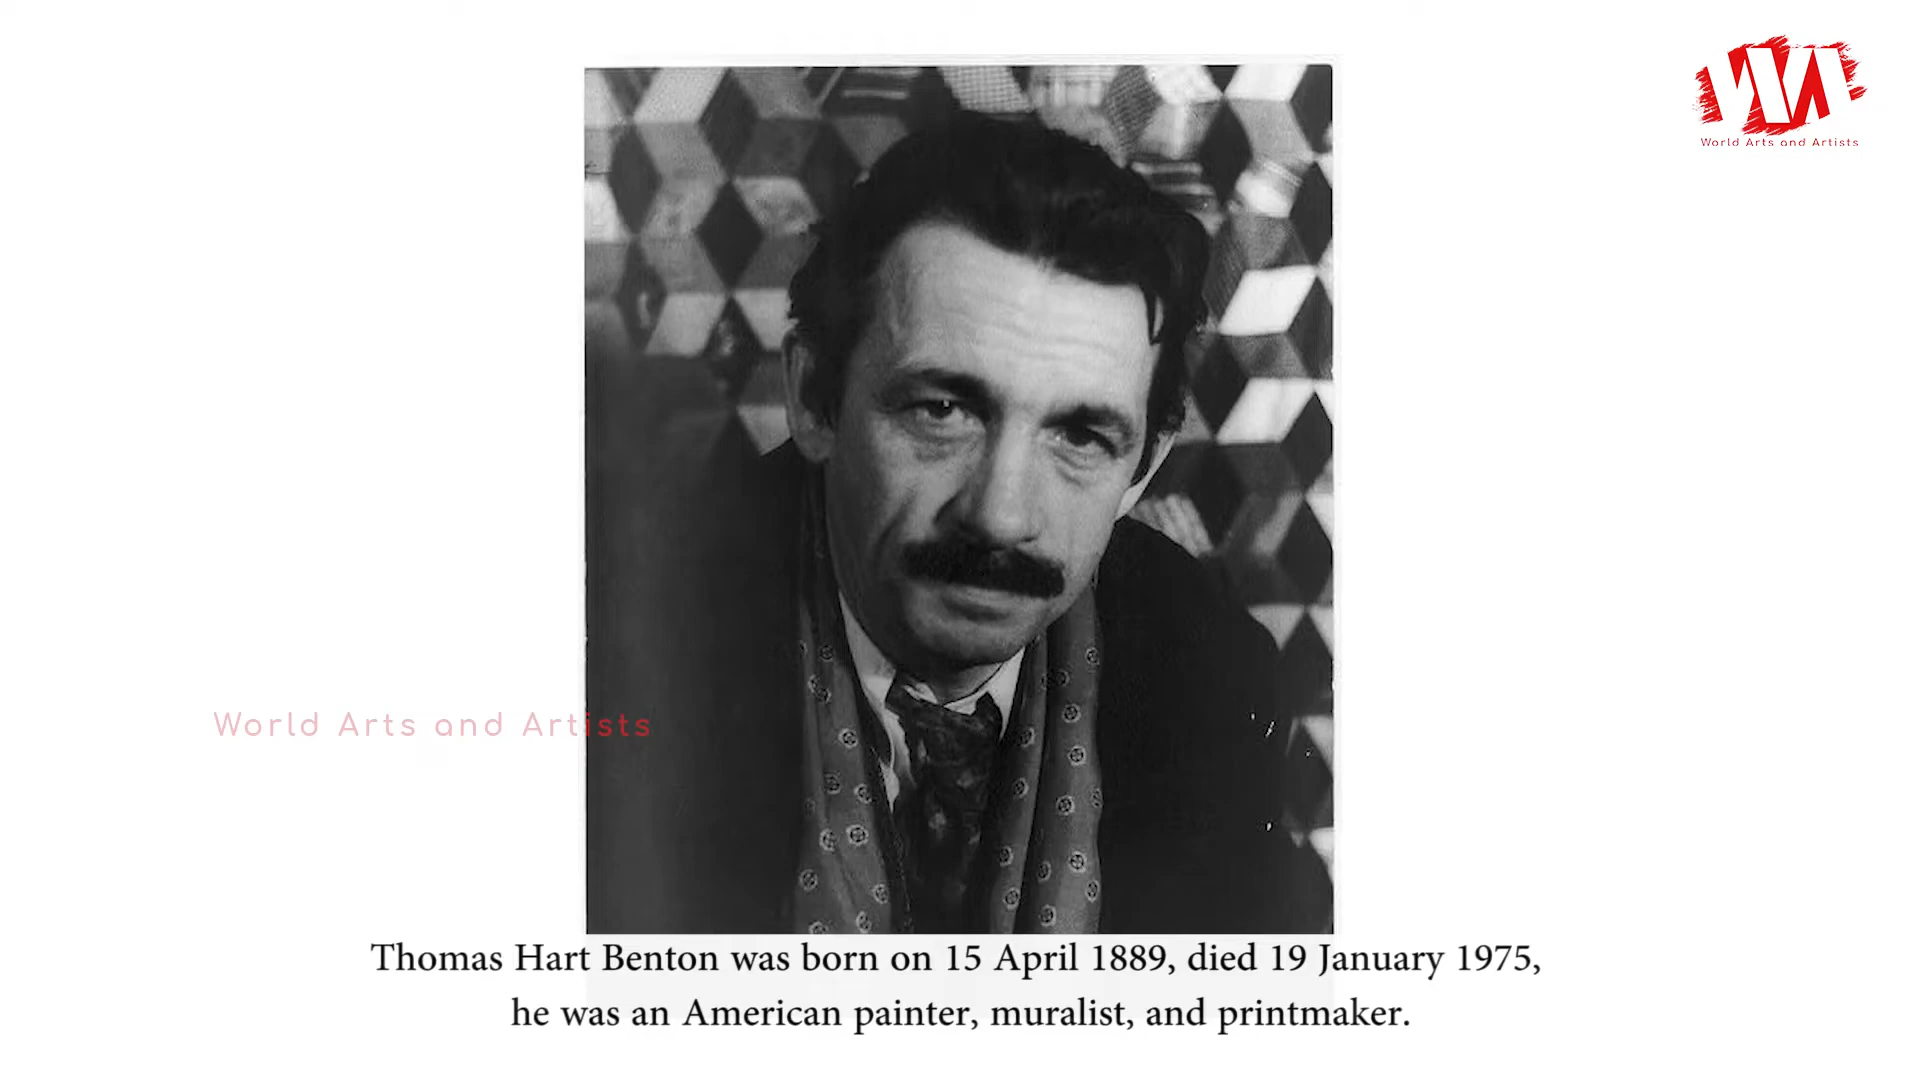 World Arts and Artists
World Arts and Artists
Thomas Hart Benton was born on 15 April 1889, died 19 January 1975,
he was an American painter, muralist, and printmaker.